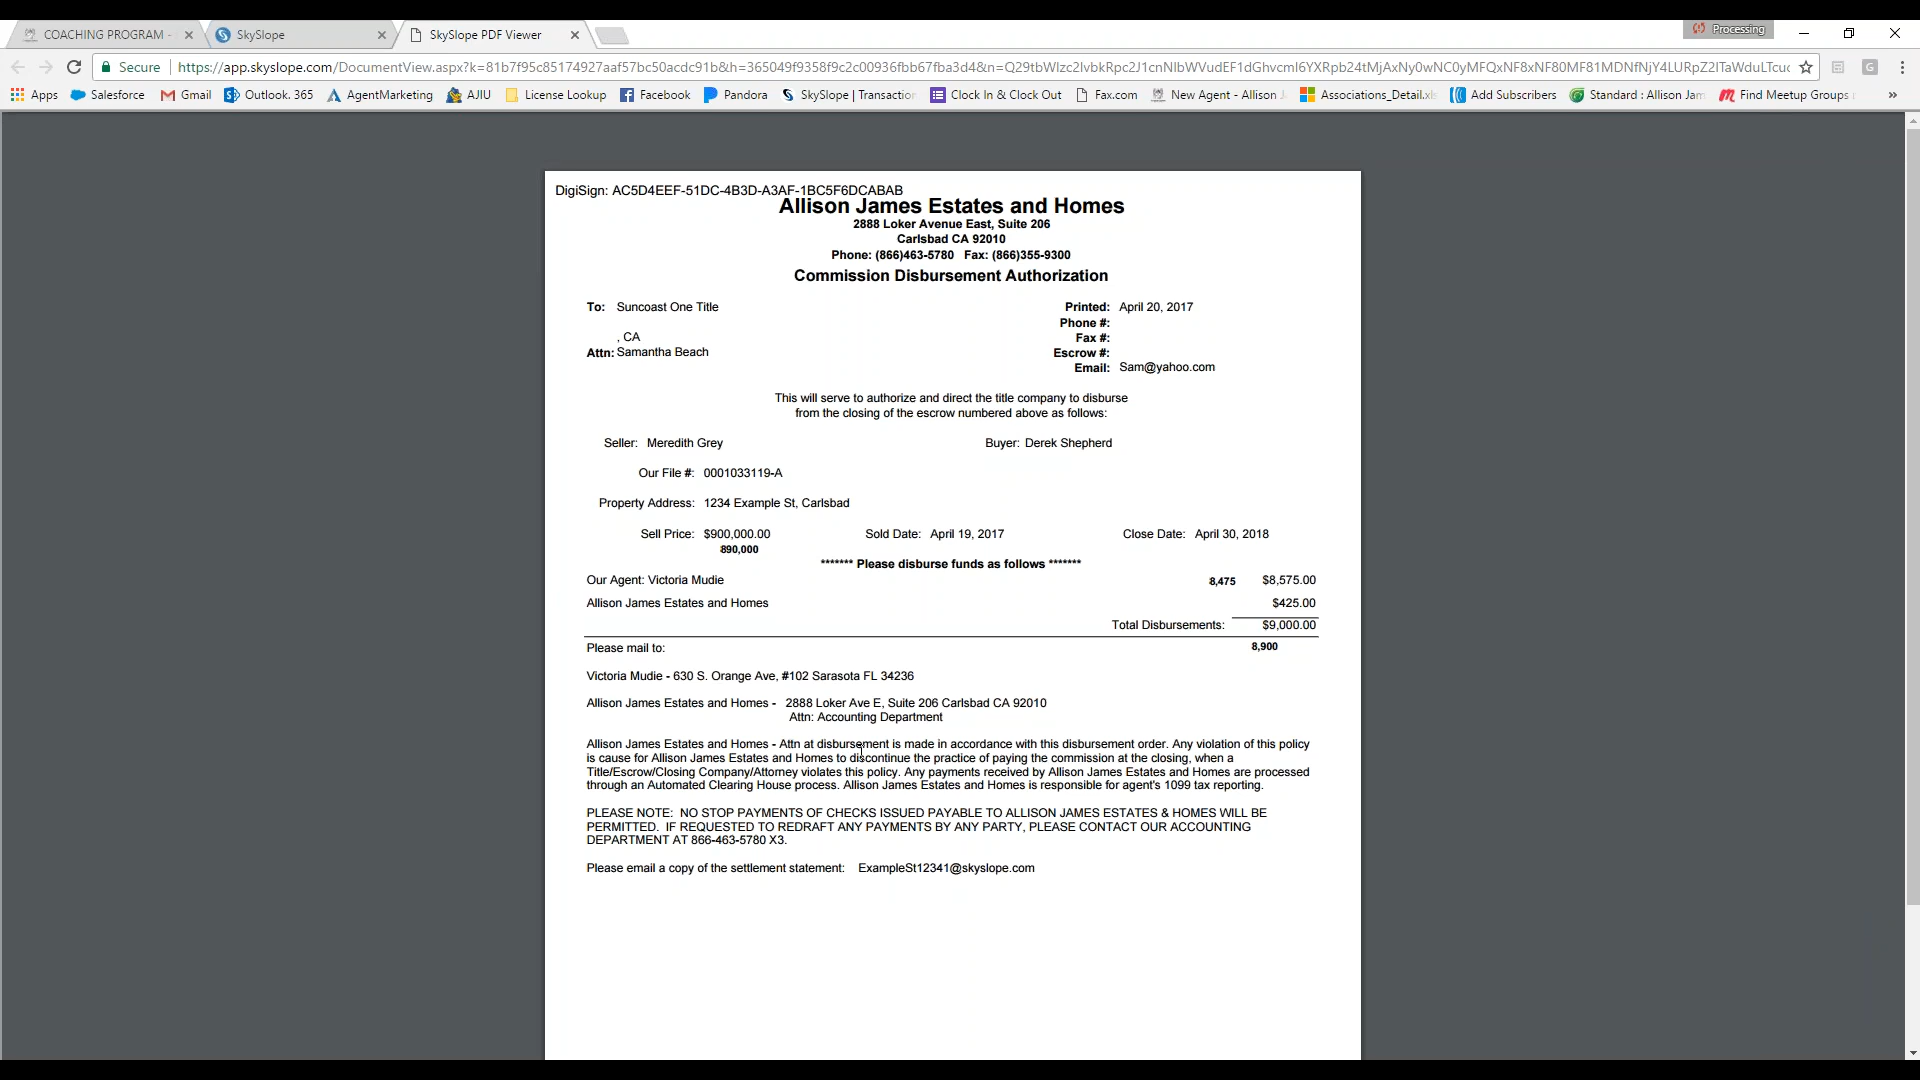 Processing
COACHING PROGRAM -
SkySlope
SkySlope PDF Viewer
Secure
Apps
Salesforce
Gmail
Outlook. 365
AgentMarketing
AJIU
License Lookup
Facebook
Pandora
SkySlope | Transactio
Clock In & Clock Out
Fax.com
New Agent - Allison J
Associations_Detail.xls
Add Subscribers
Standard : Allison Jam
Find Meetup Groups
»
DigiSign: AC5D4EEF-51DC-4B3D-A3AF-1BC5F6DCABAB
Allison James Estates and Homes
2888 Loker Avenue East, Suite 206
Carlsbad CA 92010
Phone: (866)463-5780 Fax: (866)355-9300
Commission Disbursement Authorization
To: Suncoast One Title
Printed: April 20, 2017
Phone #:
, CA
Fax #:
Attn: Samantha Beach
Escrow #:
Email: Sam@yahoo.com
This will serve to authorize and direct the title company to disburse
from the closing of the escrow numbered above as follows:
Seller: Meredith Grey
Buyer: Derek Shepherd
Our File #: 0001033119-A
Property Address: 1234 Example St, Carlsbad
Sell Price: $900,000.00
Sold Date: April 19, 2017
Close Date: April 30, 2018
890,000
******* Please disburse funds as follows *******
Our Agent: Victoria Mudie
8,475 $8,575.00
Allison James Estates and Homes
$425.00
Total Disbursements: $9,000.00
Please mail to:
8,900
Victoria Mudie - 630 S. Orange Ave, #102 Sarasota FL 34236
Allison James Estates and Homes - 2888 Loker Ave E, Suite 206 Carlsbad CA 92010
Attn: Accounting Department
Allison James Estates and Homes - Attn at disbursement is made in accordance with this disbursement order. Any violation of this policy
is cause for Allison James Estates and Homes to discontinue the practice of paying the commission at the closing, when a
Title/Escrow/Closing Company/Attorney violates this policy. Any payments received by Allison James Estates and Homes are processed
through an Automated Clearing House process. Allison James Estates and Homes is responsible for agent's 1099 tax reporting.
PLEASE NOTE: NO STOP PAYMENTS OF CHECKS ISSUED PAYABLE TO ALLISON JAMES ESTATES & HOMES WILL BE
PERMITTED. IF REQUESTED TO REDRAFT ANY PAYMENTS BY ANY PARTY, PLEASE CONTACT OUR ACCOUNTING
DEPARTMENT AT 866-463-5780 X3.
Please email a copy of the settlement statement: ExampleSt12341@skyslope.com